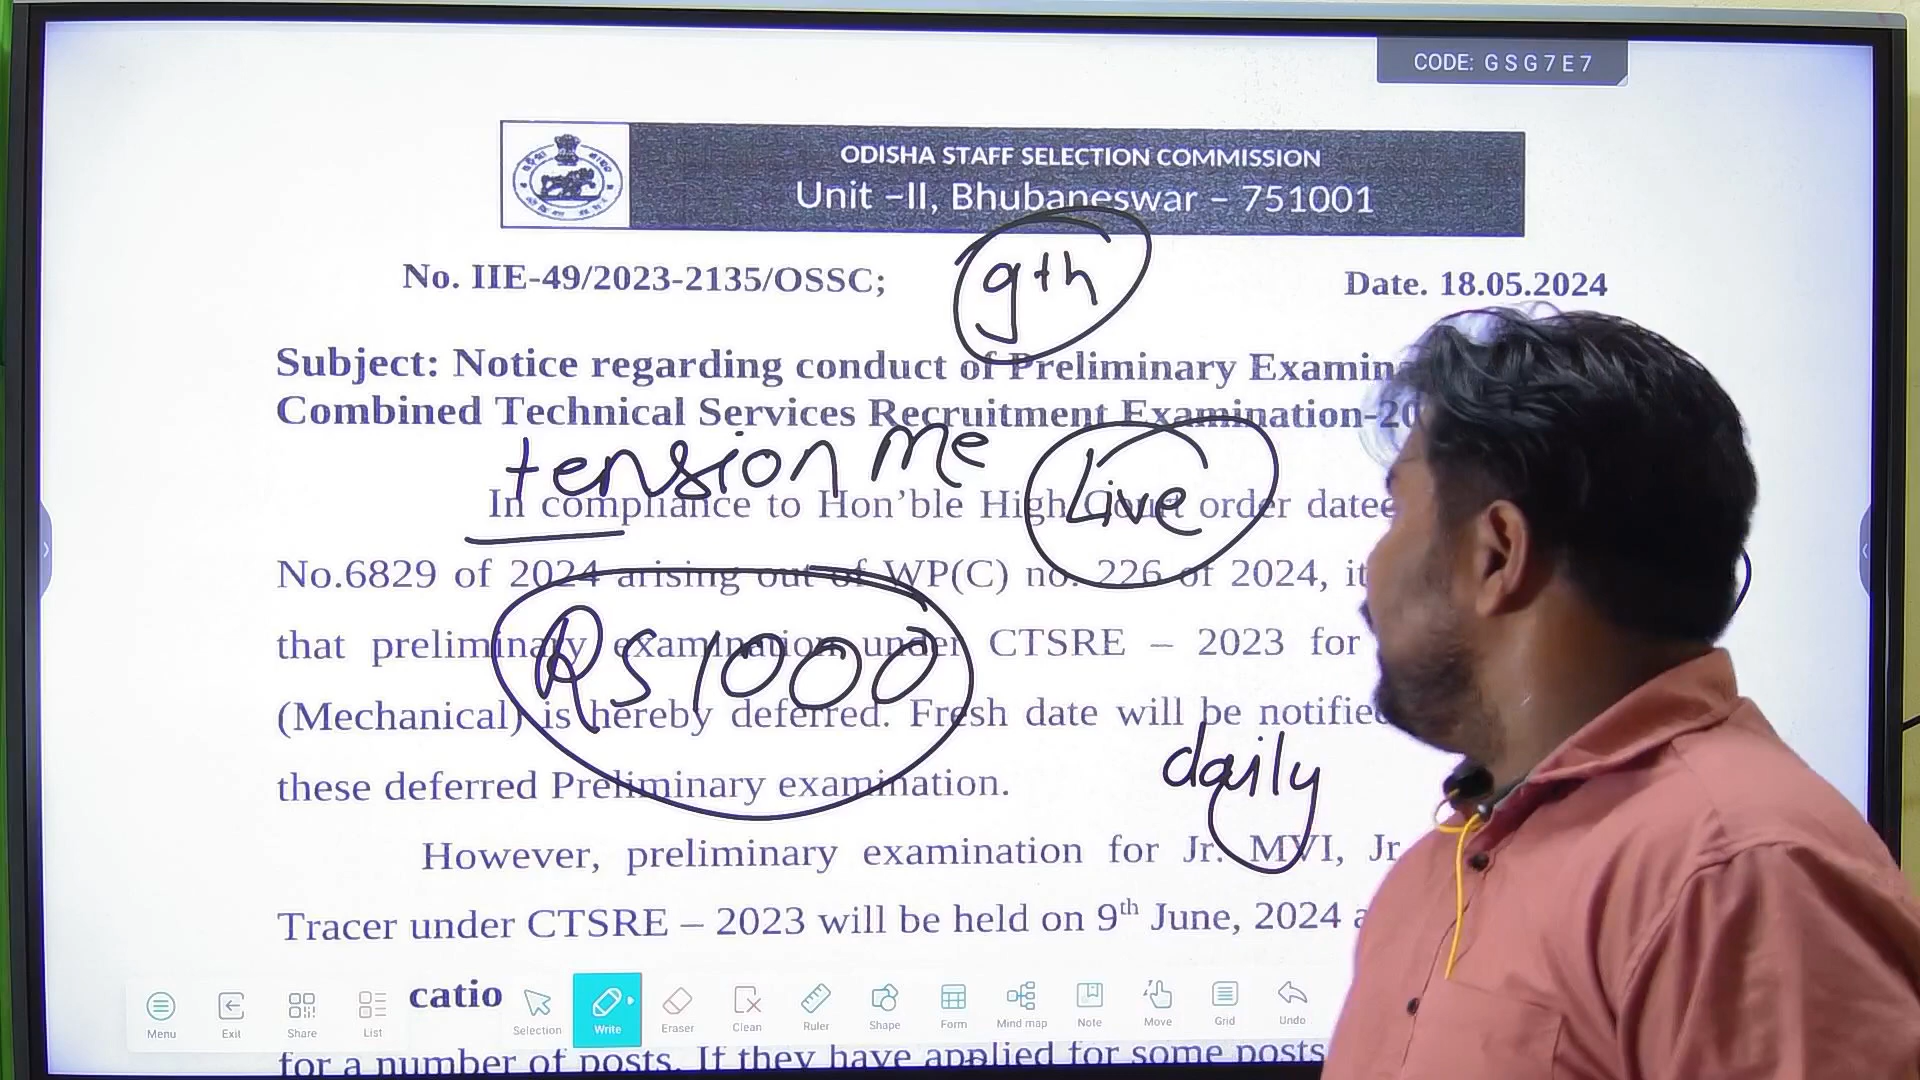 CODE: GSG7E7
ODISHA STAFF SELECTION COMMISSION
Unit –II, Bhubaneswar – 751001
No. IIE-49/2023-2135/OSSC;
gth
Date. 18.05.2024
Subject: Notice regarding conduct of Preliminary
Combined Technical Services Recruitment Examination-20
tension me
Live
In compliance to Hon'ble High Court order
No.6829 of 2024 arising out of WP(C) no. 226 of 2024, it
that preliminary examination under CTSRE – 2023 for
Rs 1000
(Mechanical) is hereby deferred. Fresh date will be
daily
these deferred Preliminary examination.
However, preliminary examination for Jr. MVI, Jr
Tracer under CTSRE – 2023 will be held on 9th June, 2024
catio
Menu Exit Share List Selection Write Eraser Clean Ruler Shape Form Mind map Note Move Grid Undo
for a number of posts. If they have applied for some posts